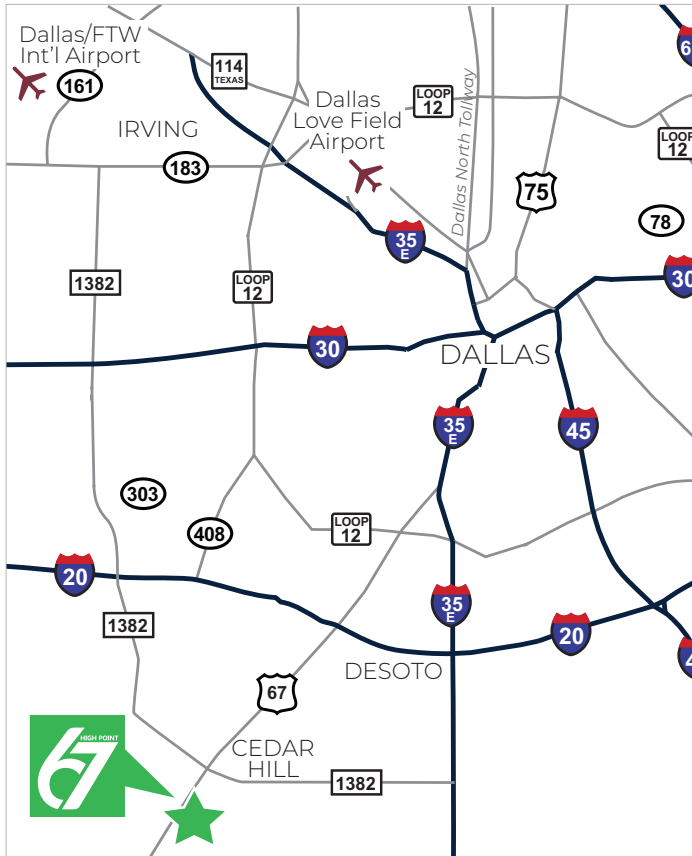 Dallas/FTW
Int'l Airport
161
114
TEXAS
IRVING
183
Dallas
Love Field
Airport
LOOP
12
Dallas North Tollway
75
LOOP
12
78
35
E
1382
LOOP
12
30
30
DALLAS
35
E
45
303
408
LOOP
12
20
1382
35
E
20
DESOTO
67
HIGH POINT
67
CEDAR
HILL
1382